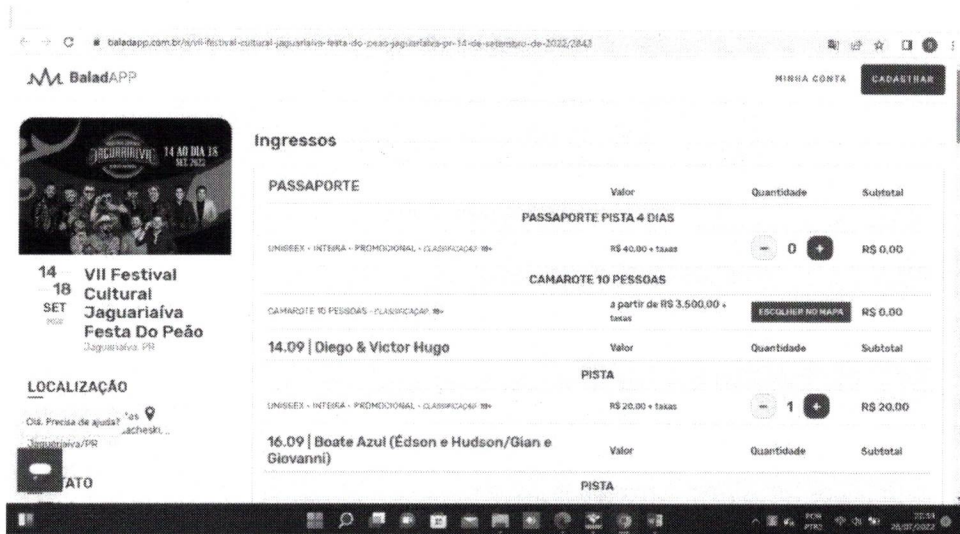 baladapp.com.br/e/vii-festival-cultural-jaguariaiva-festa-do-peao-jaguariaiva-pr-14-de-setembro-de-2022/2843
BaladAPP
MINHA CONTA
CADASTRAR
JAGUARIAÍVA
14 AO DIA 18
SET 2022
14
18
SET
VII Festival
Cultural
Jaguariaíva
Festa Do Peão
Jaguariaíva, PR
LOCALIZAÇÃO
Olá. Precisa de ajuda?
Jaguariaíva/PR
Ingressos
PASSAPORTE Valor Quantidade Subtotal
PASSAPORTE PISTA 4 DIAS
UNISSEX - INTEIRA - PROMOCIONAL - CLASSIFICAÇÃO: 18+ R$ 40,00 + taxas − 0 + R$ 0,00
CAMAROTE 10 PESSOAS
CAMAROTE 10 PESSOAS - CLASSIFICAÇÃO: 18+ a partir de R$ 3.500,00 +
taxas ESCOLHER NO MAPA R$ 0,00
14.09 | Diego & Victor Hugo Valor Quantidade Subtotal
PISTA
UNISSEX - INTEIRA - PROMOCIONAL - CLASSIFICAÇÃO: 18+ R$ 20,00 + taxas − 1 + R$ 20,00
16.09 | Boate Azul (Édson e Hudson/Gian e
Giovanni) Valor Quantidade Subtotal
PISTA
POR
PTB2
26/07/2022